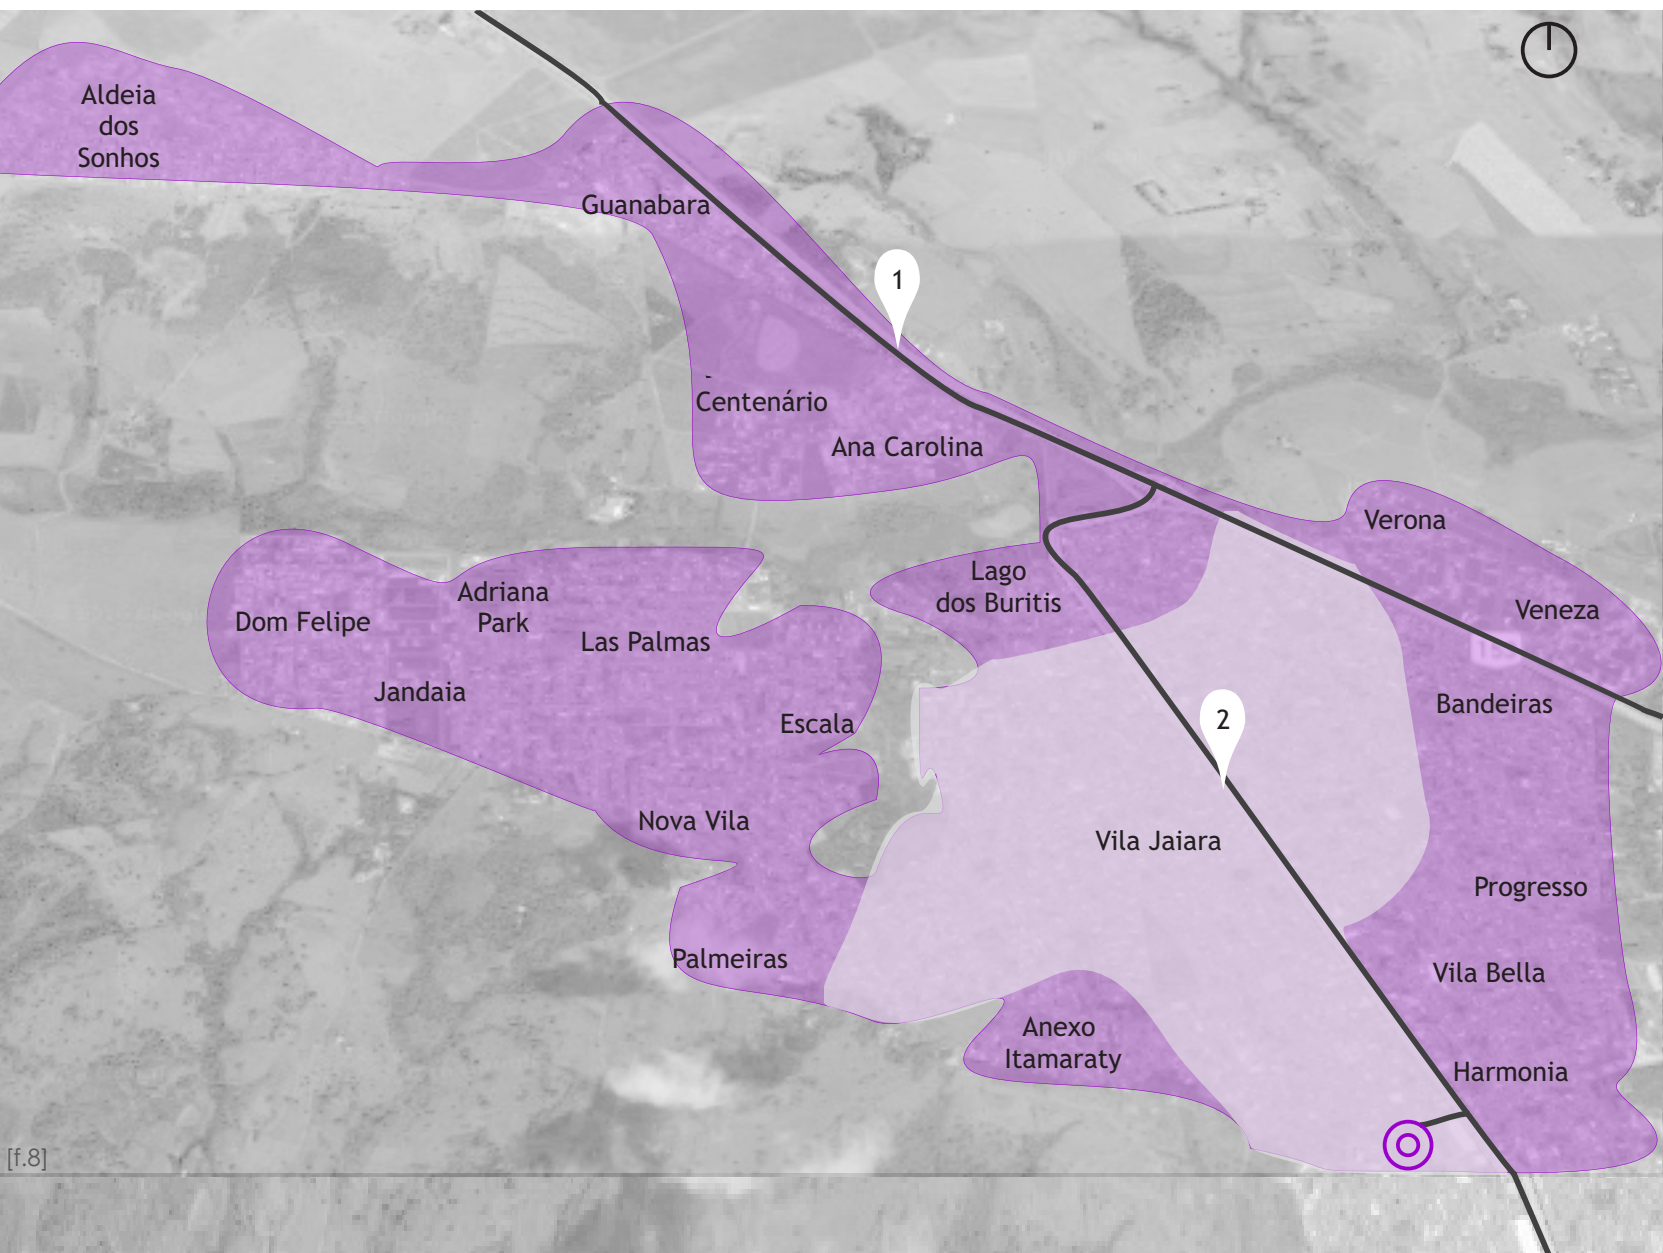 Aldeia
dos
Sonhos
Guanabara
1
Centenário
Ana Carolina
Verona
Lago
dos Buritis
Adriana
Park
Dom Felipe
Las Palmas
Veneza
Jandaia
Bandeiras
Escala
2
Nova Vila
Vila Jaiara
Progresso
Palmeiras
Vila Bella
Anexo
Itamaraty
Harmonia
[f.8]